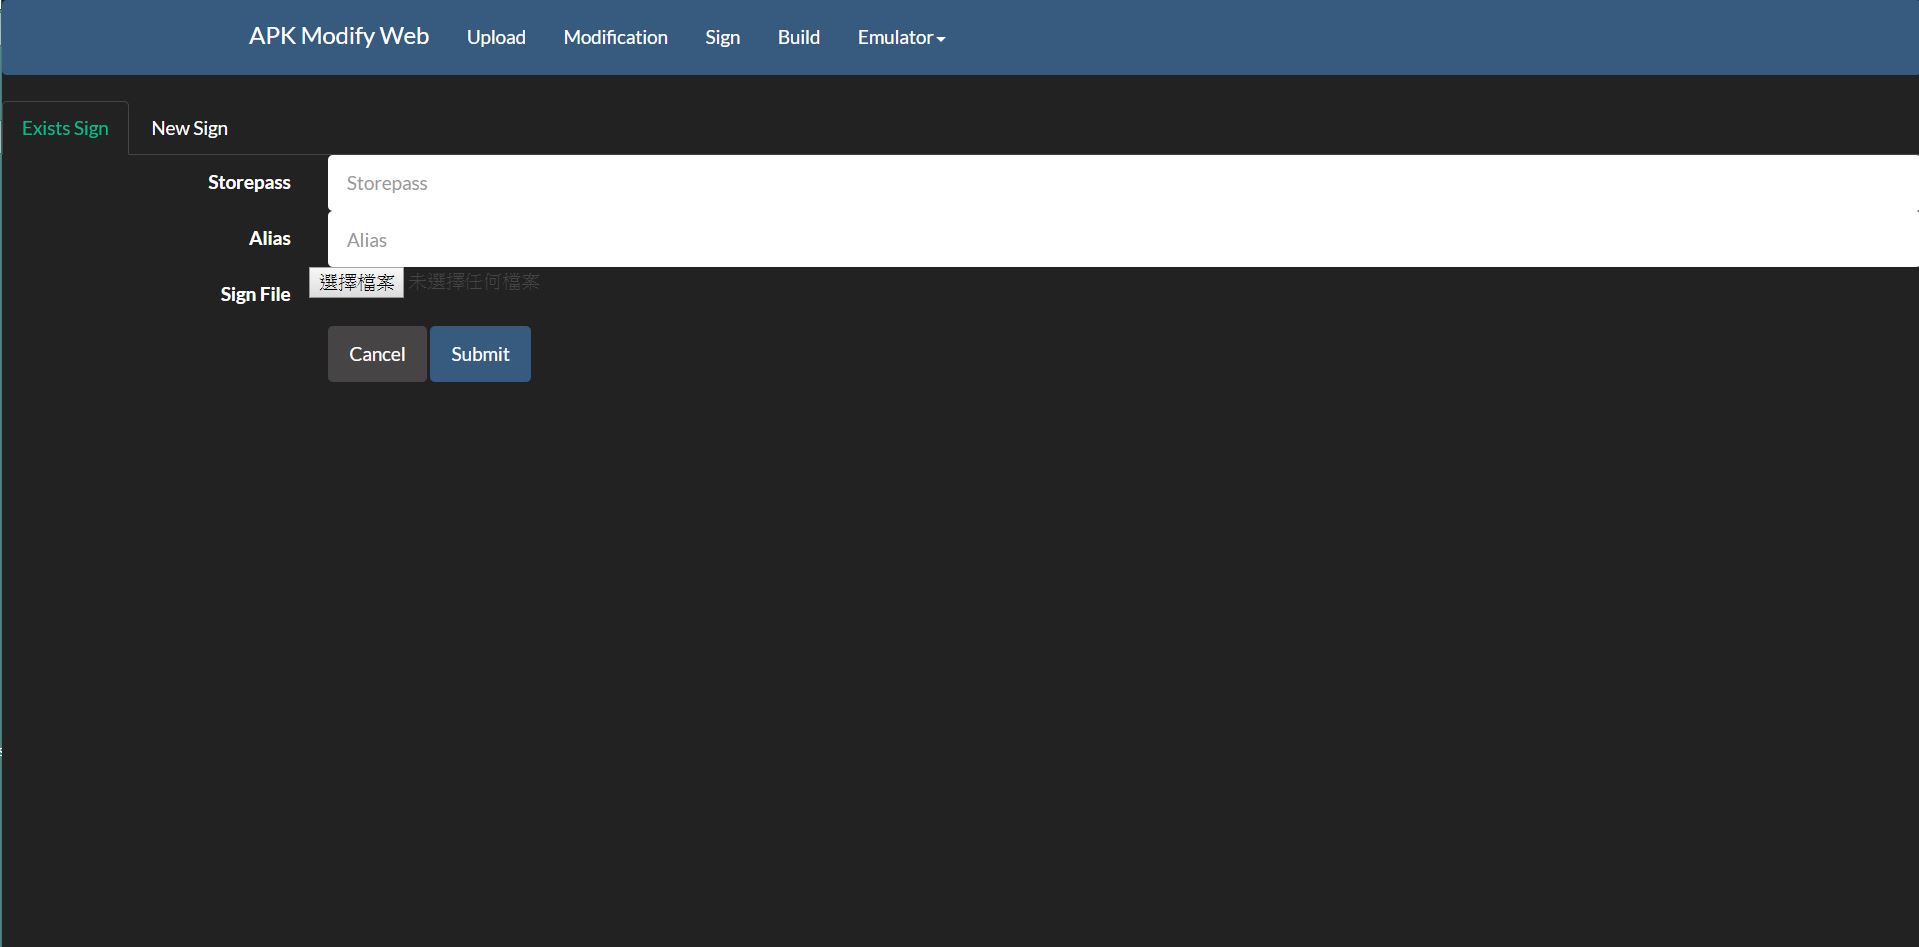 APK Modify Web Upload Modification Sign Build Emulator
Exists Sign New Sign
Storepass Storepass
Alias Alias
Sign File 選擇檔案 未選擇任何檔案
Cancel Submit